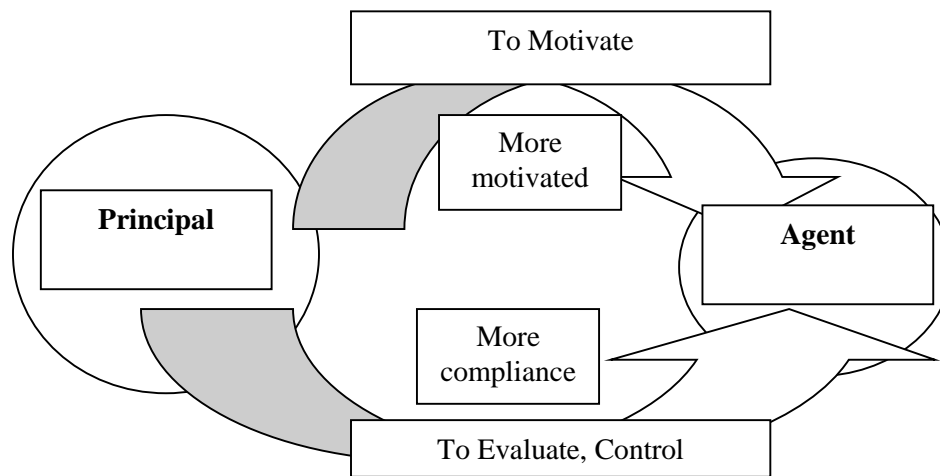 To Motivate
More
motivated
Principal
Agent
More
compliance
To Evaluate, Control